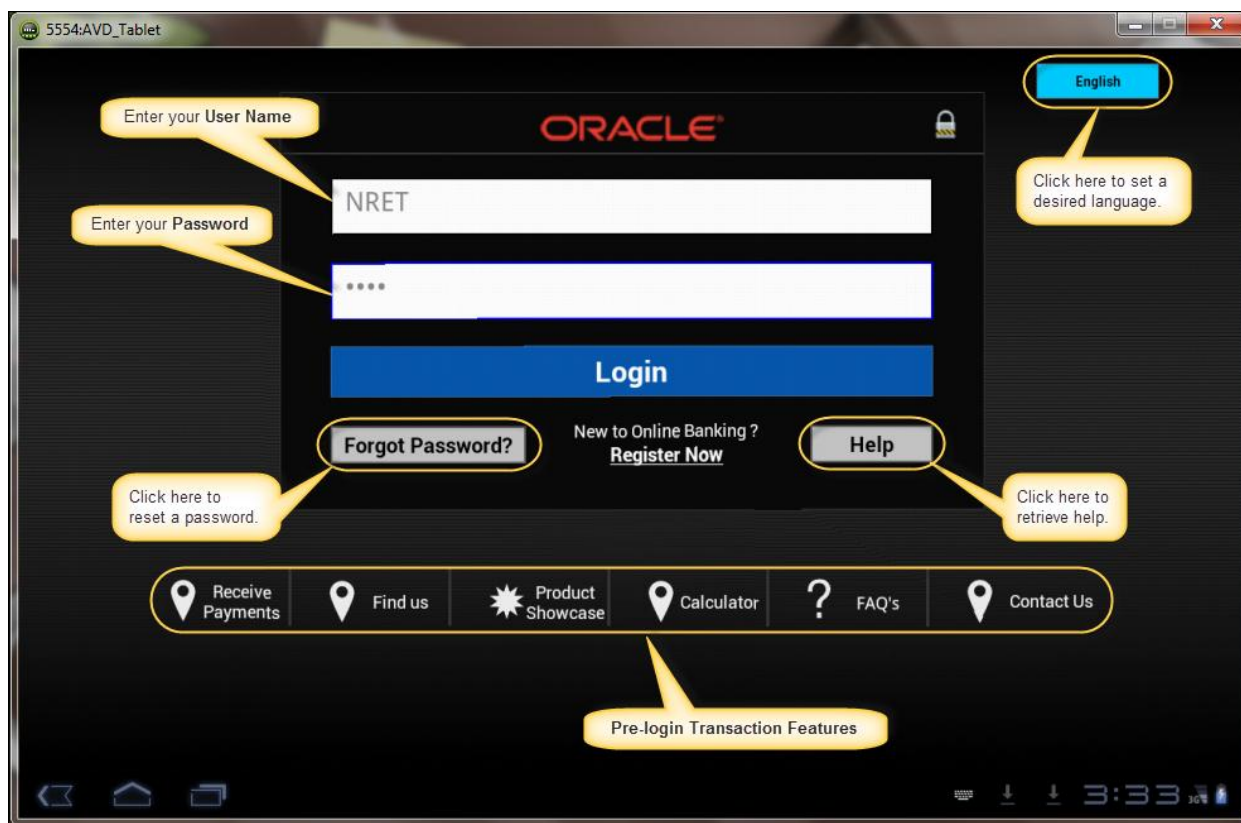 5554:AVD_Tablet
English
Enter your User Name
ORACLE®
Click here to set a
desired language.
NRET
Enter your Password
••••
Login
Forgot Password?
New to Online Banking ?
Register Now
Help
Click here to
reset a password.
Click here to
retrieve help.
Receive
Payments
Find us
Product
Showcase
Calculator
? FAQ's
Contact Us
Pre-login Transaction Features
3:33
3G